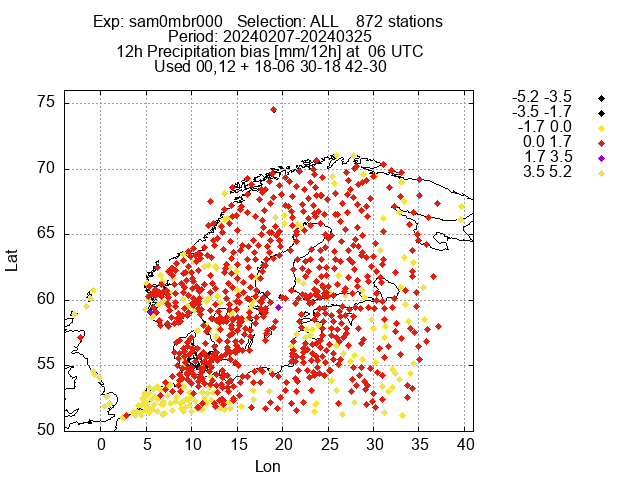 Exp: sam0mbr000 Selection: ALL 872 stations
Period: 20240207-20240325
12h Precipitation bias [mm/12h] at 06 UTC
Used 00,12 + 18-06 30-18 42-30
-5.2 -3.5
-3.5 -1.7
-1.7 0.0
0.0 1.7
1.7 3.5
3.5 5.2
75
70
65
60
55
50
Lat
0 5 10 15 20 25 30 35 40
Lon